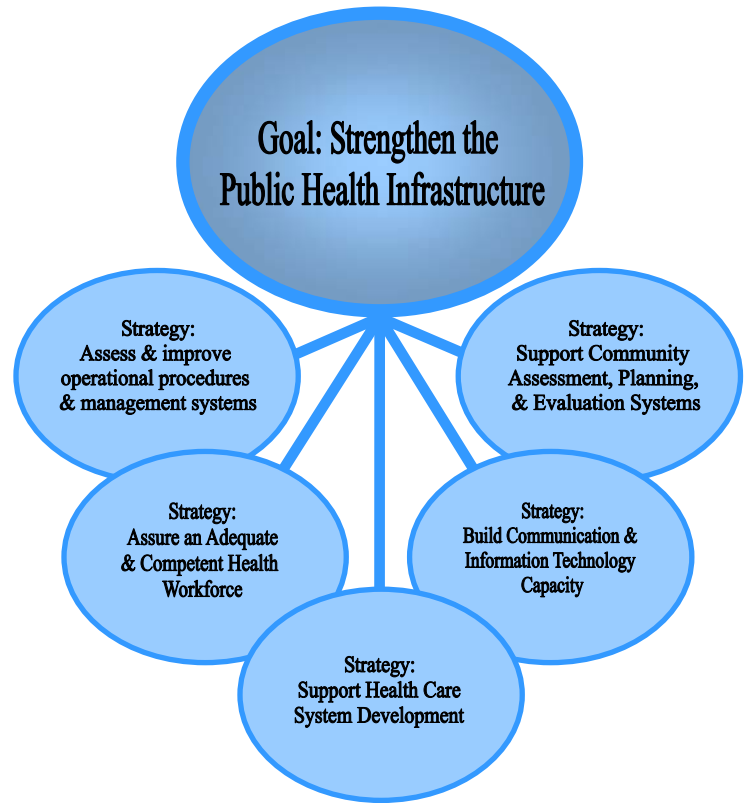 Goal: Strengthen the
Public Health Infrastructure
Strategy:
Assess & improve
operational procedures
& management systems
Strategy:
Support Community
Assessment, Planning,
& Evaluation Systems
Strategy:
Assure an Adequate
& Competent Health
Workforce
Strategy:
Build Communication &
Information Technology
Capacity
Strategy:
Support Health Care
System Development